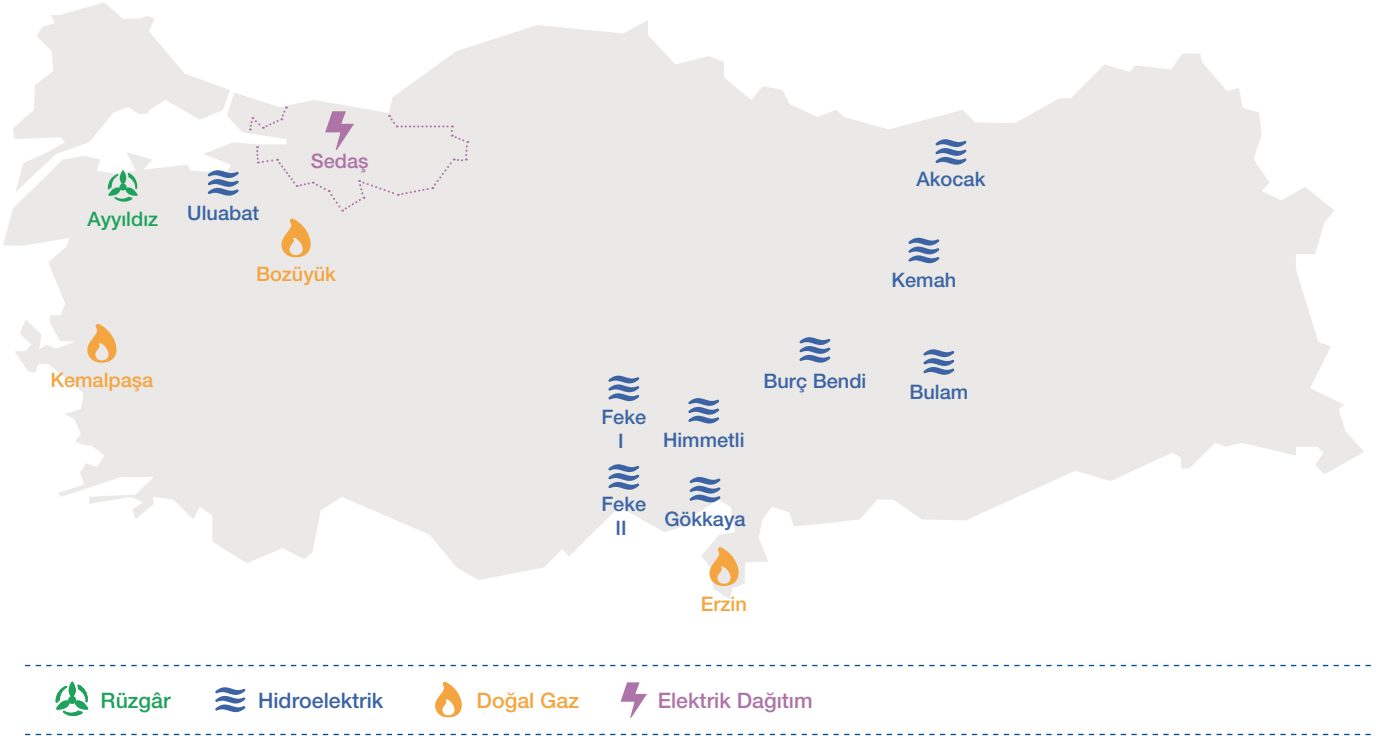 Sedaş
Akocak
Ayyıldız
Uluabat
Bozüyük
Kemah
Kemalpaşa
Burç Bendi
Bulam
Feke
I
Himmetli
Feke
II
Gökkaya
Erzin
Rüzgâr
Hidroelektrik
Doğal Gaz
Elektrik Dağıtım